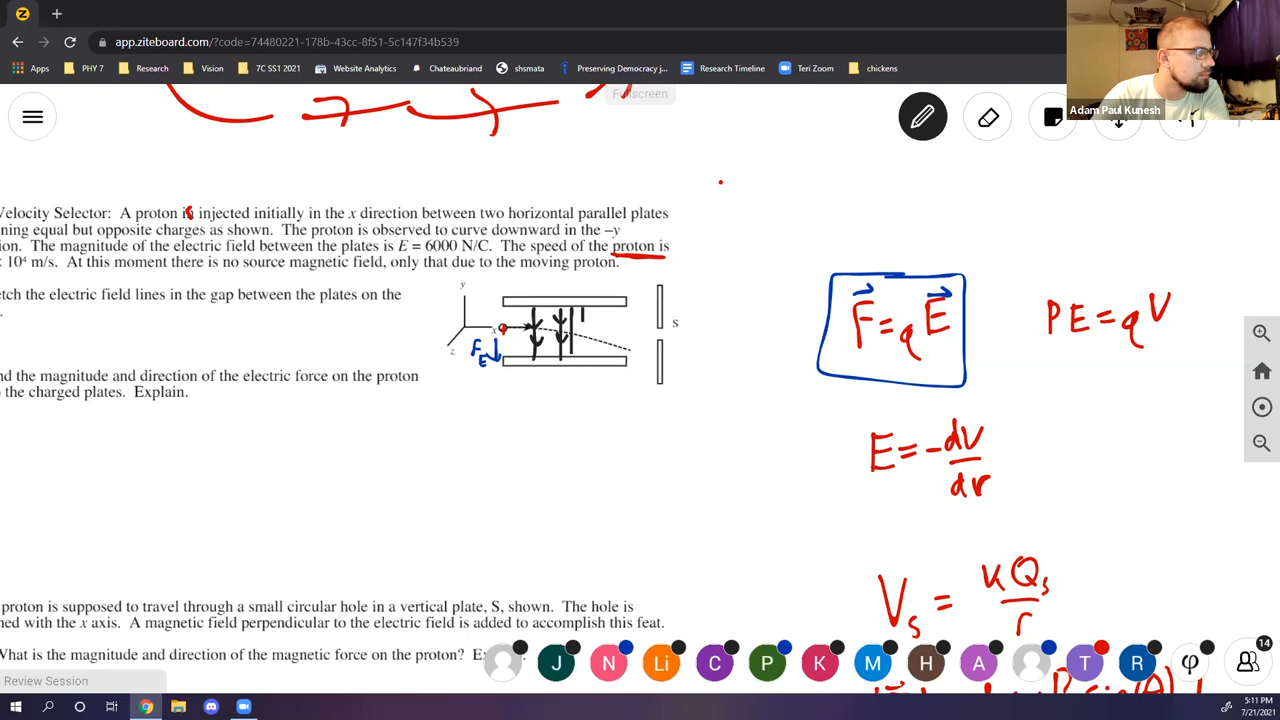 app.ziteboard.com/?code=74480221-178b-43cc-8f51-5c147f34b539
Apps PHY 7 Research Vision 7C SS1 2021 Website Analytics Chateaubriand shsmata Preserving Democracy j... Research Timeline Teri Zoom chickens
Adam Paul Kunesh
Fullscreen
Velocity Selector: A proton is injected initially in the x direction between two horizontal parallel plates
ning equal but opposite charges as shown. The proton is observed to curve downward in the –y
ion. The magnitude of the electric field between the plates is E = 6000 N/C. The speed of the proton is
× 10⁴ m/s. At this moment there is no source magnetic field, only that due to the moving proton.
etch the electric field lines in the gap between the plates on the
y
x
z
S
F_E
nd the magnitude and direction of the electric force on the proton
o the charged plates. Explain.
F = qE
PE = qV
E = -dV/dr
V_s = kQ_s/r
proton is supposed to travel through a small circular hole in a vertical plate, S, shown. The hole is
ned with the x axis. A magnetic field perpendicular to the electric field is added to accomplish this feat.
What is the magnitude and direction of the magnetic force on the proton?
J N Li C P K M H A T R φ
14
Review Session
5:11 PM
7/21/2021